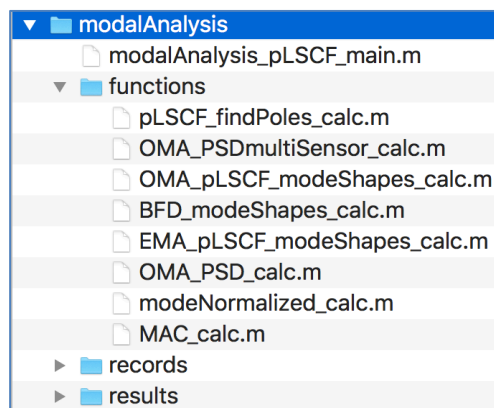 modalAnalysis
modalAnalysis_pLSCF_main.m
functions
pLSCF_findPoles_calc.m
OMA_PSDmultiSensor_calc.m
OMA_pLSCF_modeShapes_calc.m
BFD_modeShapes_calc.m
EMA_pLSCF_modeShapes_calc.m
OMA_PSD_calc.m
modeNormalized_calc.m
MAC_calc.m
records
results